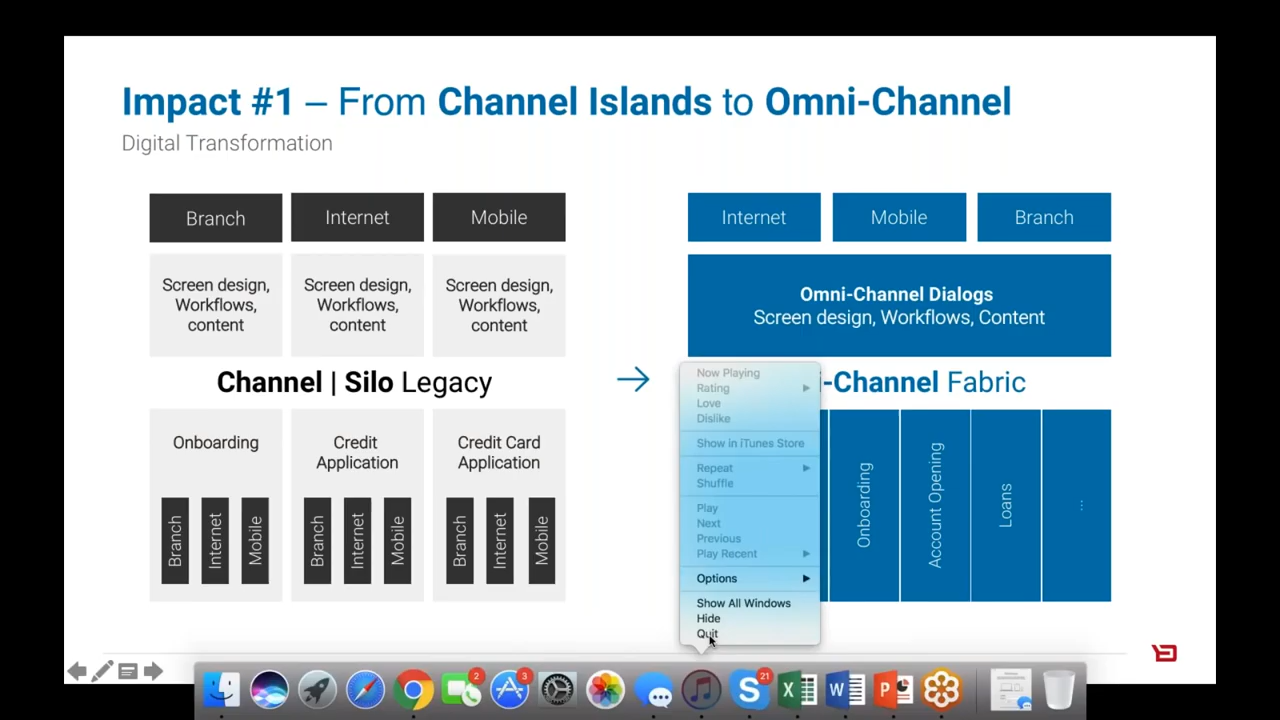 Impact #1 – From Channel Islands to Omni-Channel
Digital Transformation
Branch
Internet
Mobile
Screen design,
Workflows,
content
Screen design,
Workflows,
content
Screen design,
Workflows,
content
Channel | Silo Legacy
Onboarding
Branch
Internet
Mobile
Credit
Application
Branch
Internet
Mobile
Credit Card
Application
Branch
Internet
Mobile
Internet
Mobile
Branch
Omni-Channel Dialogs
Screen design, Workflows, Content
i-Channel Fabric
Onboarding
Account Opening
Loans
...
Now Playing
Rating
Love
Dislike
Show in iTunes Store
Repeat
Shuffle
Play
Next
Previous
Play Recent
Options
Show All Windows
Hide
Quit
2
3
21